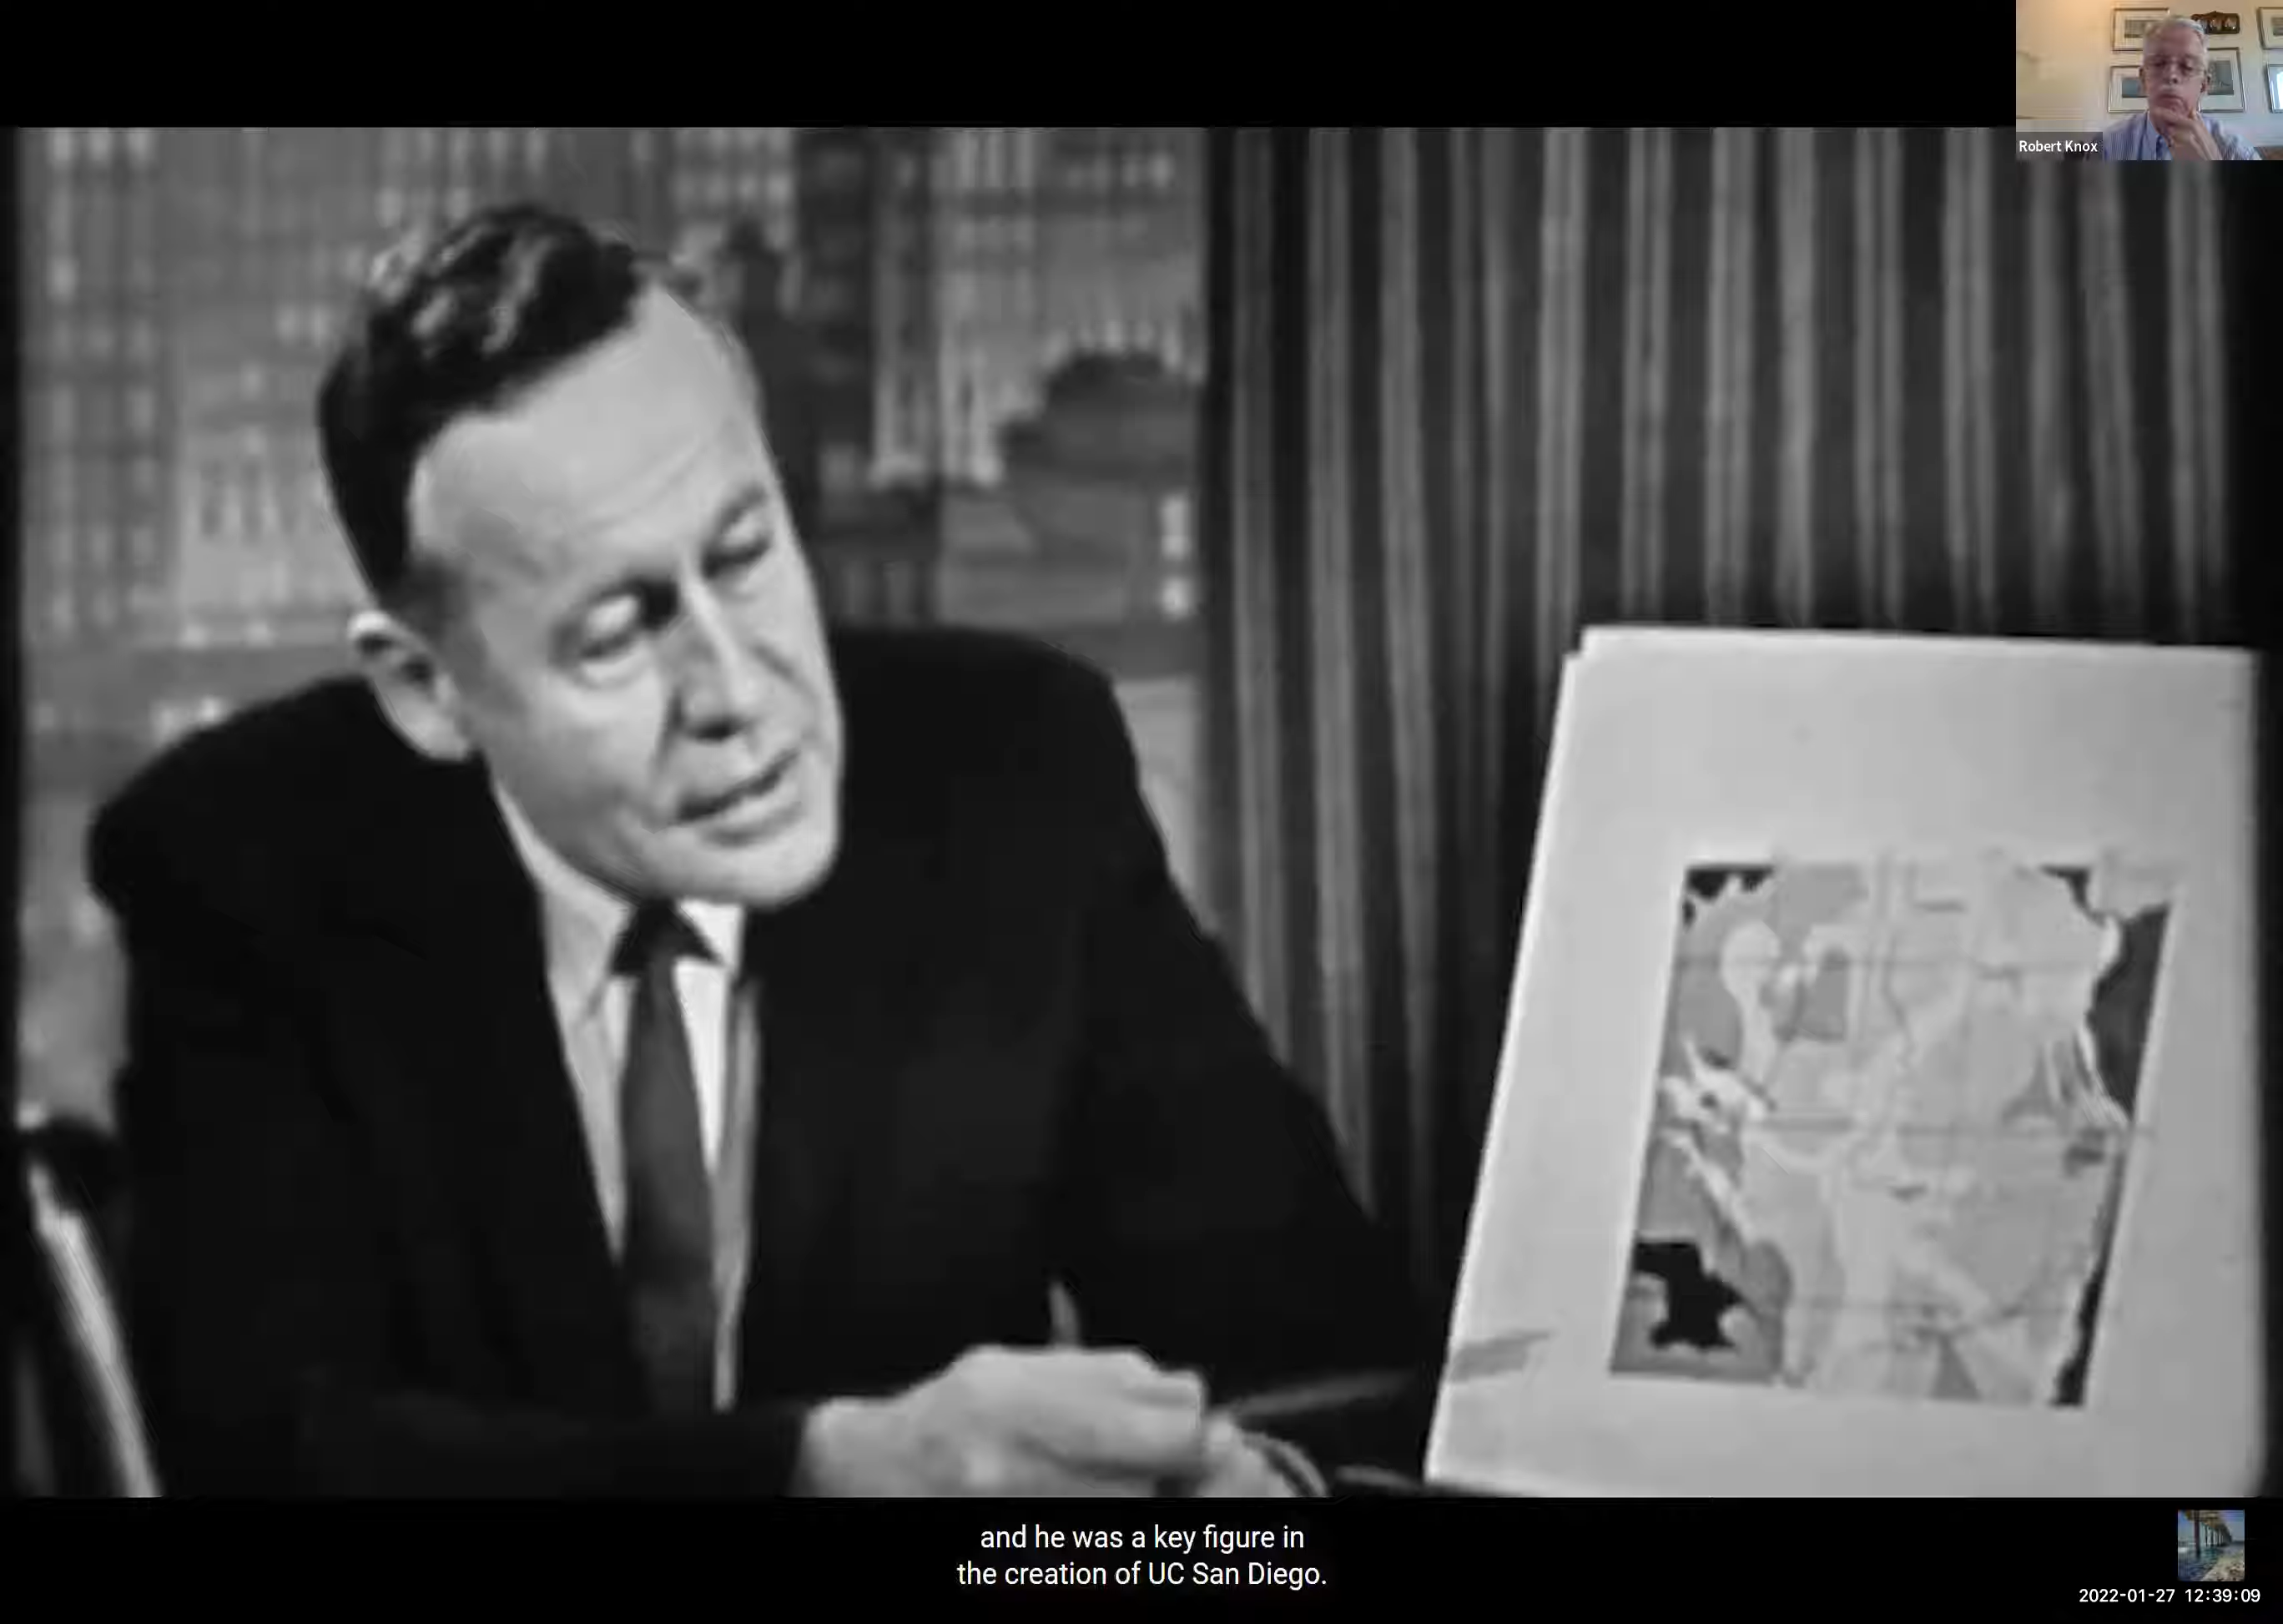 Robert Knox
and he was a key figure in
the creation of UC San Diego.
2022-01-27 12:39:09